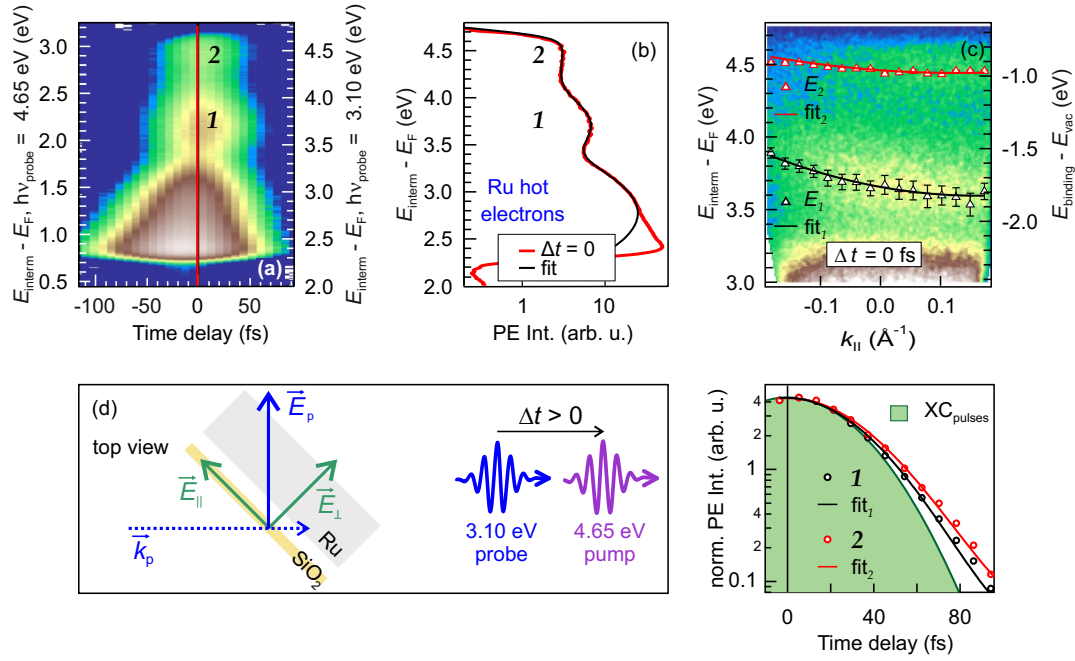 E_interm - E_F, hν_probe = 4.65 eV (eV)
3.0
2.5
2.0
1.5
1.0
0.5
2
1
(a)
-100
-50
0
50
Time delay (fs)
4.5
4.0
3.5
3.0
2.5
2.0
E_interm - E_F, hν_probe = 3.10 eV (eV)
E_interm - E_F (eV)
4.5
4.0
3.5
3.0
2.5
2.0
2
(b)
1
Ru hot
electrons
Δt = 0
fit
1
10
PE Int. (arb. u.)
E_interm - E_F (eV)
4.5
4.0
3.5
3.0
(c)
E_2
fit_2
E_1
fit_1
Δt = 0 fs
-0.1
0.0
0.1
k_II (Å⁻¹)
-1.0
-1.5
-2.0
E_binding - E_vac (eV)
(d)
top view
E_p
E_||
E_⊥
k_p
Ru
SiO₂
Δt > 0
3.10 eV
probe
4.65 eV
pump
norm. PE Int. (arb. u.)
4
2
1
4
2
0.1
XC_pulses
1
fit_1
2
fit_2
0
40
80
Time delay (fs)